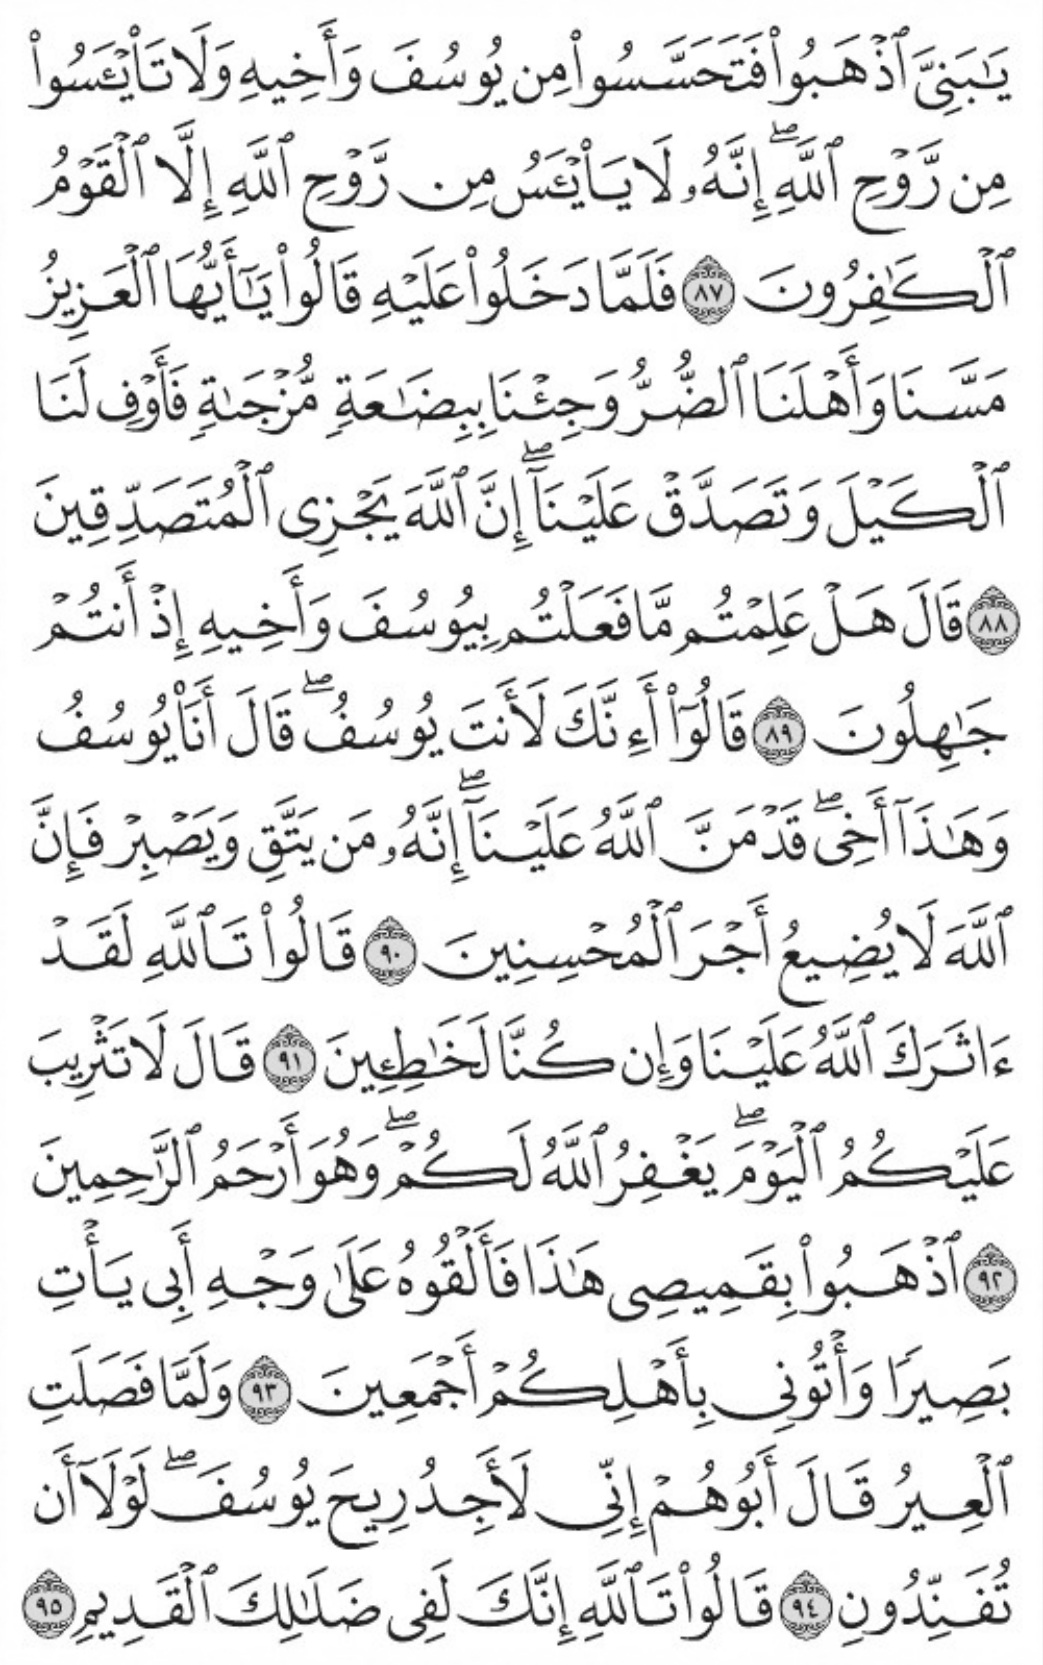 يَـٰبَنِىَّ ٱذْهَبُوا۟ فَتَحَسَّسُوا۟ مِن يُوسُفَ وَأَخِيهِ وَلَا تَا۟يْـَٔسُوا۟
مِن رَّوْحِ ٱللَّهِ ۖ إِنَّهُۥ لَا يَا۟يْـَٔسُ مِن رَّوْحِ ٱللَّهِ إِلَّا ٱلْقَوْمُ
ٱلْكَـٰفِرُونَ ٨٧ فَلَمَّا دَخَلُوا۟ عَلَيْهِ قَالُوا۟ يَـٰٓأَيُّهَا ٱلْعَزِيزُ
مَسَّنَا وَأَهْلَنَا ٱلضُّرُّ وَجِئْنَا بِبِضَـٰعَةٍ مُّزْجَىٰةٍ فَأَوْفِ لَنَا
ٱلْكَيْلَ وَتَصَدَّقْ عَلَيْنَآ ۖ إِنَّ ٱللَّهَ يَجْزِى ٱلْمُتَصَدِّقِينَ
٨٨ قَالَ هَلْ عَلِمْتُم مَّا فَعَلْتُم بِيُوسُفَ وَأَخِيهِ إِذْ أَنتُمْ
جَـٰهِلُونَ ٨٩ قَالُوٓا۟ أَءِنَّكَ لَأَنتَ يُوسُفُ ۖ قَالَ أَنَا۠ يُوسُفُ
وَهَـٰذَآ أَخِى ۖ قَدْ مَنَّ ٱللَّهُ عَلَيْنَآ ۖ إِنَّهُۥ مَن يَتَّقِ وَيَصْبِرْ فَإِنَّ
ٱللَّهَ لَا يُضِيعُ أَجْرَ ٱلْمُحْسِنِينَ ٩٠ قَالُوا۟ تَٱللَّهِ لَقَدْ
ءَاثَرَكَ ٱللَّهُ عَلَيْنَا وَإِن كُنَّا لَخَـٰطِـِٔينَ ٩١ قَالَ لَا تَثْرِيبَ
عَلَيْكُمُ ٱلْيَوْمَ ۖ يَغْفِرُ ٱللَّهُ لَكُمْ ۖ وَهُوَ أَرْحَمُ ٱلرَّٰحِمِينَ
٩٢ ٱذْهَبُوا۟ بِقَمِيصِى هَـٰذَا فَأَلْقُوهُ عَلَىٰ وَجْهِ أَبِى يَأْتِ
بَصِيرًا وَأْتُونِى بِأَهْلِكُمْ أَجْمَعِينَ ٩٣ وَلَمَّا فَصَلَتِ
ٱلْعِيرُ قَالَ أَبُوهُمْ إِنِّى لَأَجِدُ رِيحَ يُوسُفَ ۖ لَوْلَآ أَن
تُفَنِّدُونِ ٩٤ قَالُوا۟ تَٱللَّهِ إِنَّكَ لَفِى ضَلَـٰلِكَ ٱلْقَدِيمِ ٩٥